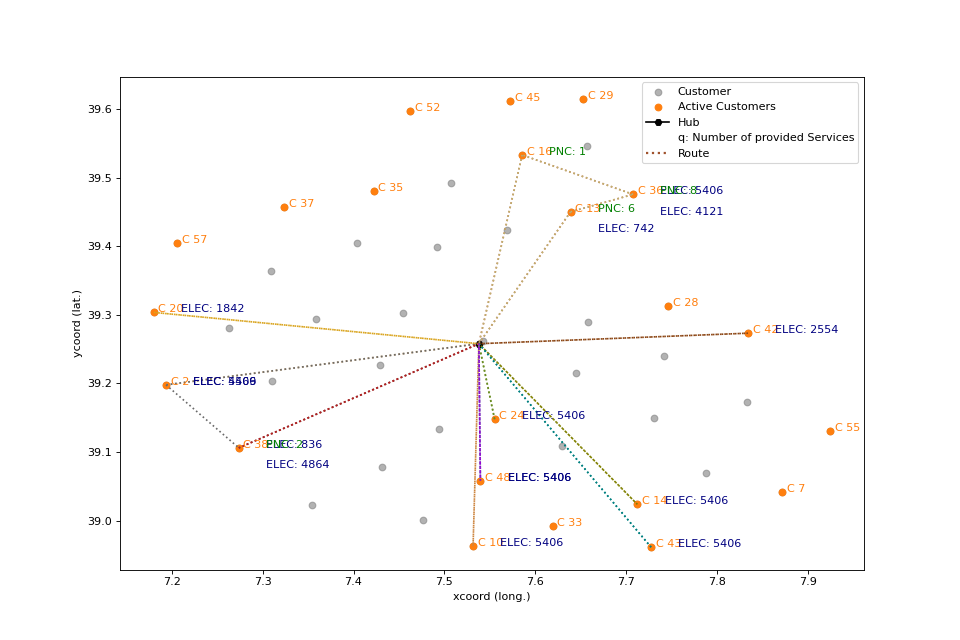 39.6
39.5
39.4
39.3
39.2
39.1
39.0
ycoord (lat.)
7.2
7.3
7.4
7.5
7.6
7.7
7.8
7.9
xcoord (long.)
Customer
Active Customers
Hub
q: Number of provided Services
Route
C 29
C 45
C 52
C 16
PNC: 1
C 35
ELEC: 5406
C 37
C 13
PNC: 6
ELEC: 4121
ELEC: 742
C 57
C 20
ELEC: 1842
C 28
C 42
ELEC: 2554
C 2
C 24
ELEC: 5406
C 55
C 38
ELEC: 836
ELEC: 4864
C 48
ELEC: 5406
C 7
C 14
ELEC: 5406
C 33
C 10
ELEC: 5406
C 43
ELEC: 5406